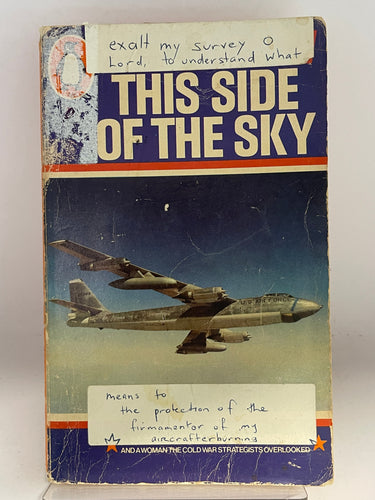 exalt my survey O
Lord, to understand what
THIS SIDE
OF THE SKY
U.S. AIR FORCE
means to
the protection of the
firmamentor of my
aircrafterburning
AND A WOMAN THE COLD WAR STRATEGISTS OVERLOOKED